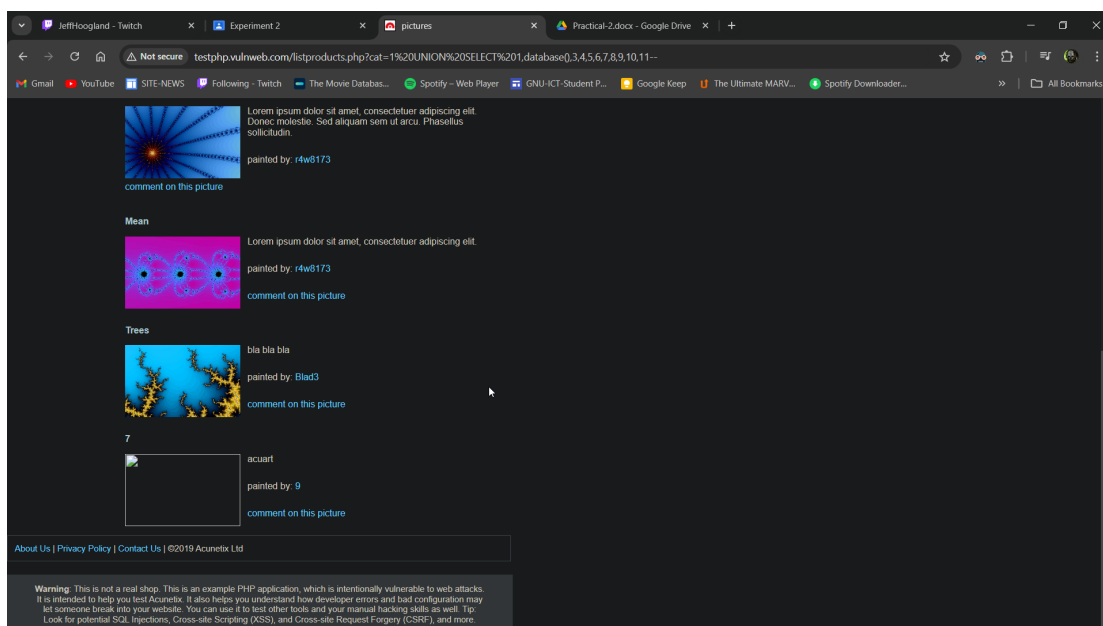 JeffHoogland - Twitch
Experiment 2
pictures
Practical-2.docx - Google Drive
Not secure testphp.vulnweb.com/listproducts.php?cat=1%20UNION%20SELECT%201,database(),3,4,5,6,7,8,9,10,11--
Gmail YouTube SITE-NEWS Following - Twitch The Movie Databas... Spotify – Web Player GNU-ICT-Student P... Google Keep The Ultimate MARV... Spotify Downloader... » All Bookmarks
Lorem ipsum dolor sit amet, consectetuer adipiscing elit.
Donec molestie. Sed aliquam sem ut arcu. Phasellus
sollicitudin.
painted by: r4w8173
comment on this picture
Mean
Lorem ipsum dolor sit amet, consectetuer adipiscing elit.
painted by: r4w8173
comment on this picture
Trees
bla bla bla
painted by: Blad3
comment on this picture
7
acuart
painted by: 9
comment on this picture
About Us | Privacy Policy | Contact Us | ©2019 Acunetix Ltd
Warning: This is not a real shop. This is an example PHP application, which is intentionally vulnerable to web attacks.
It is intended to help you test Acunetix. It also helps you understand how developer errors and bad configuration may
let someone break into your website. You can use it to test other tools and your manual hacking skills as well. Tip:
Look for potential SQL Injections, Cross-site Scripting (XSS), and Cross-site Request Forgery (CSRF), and more.